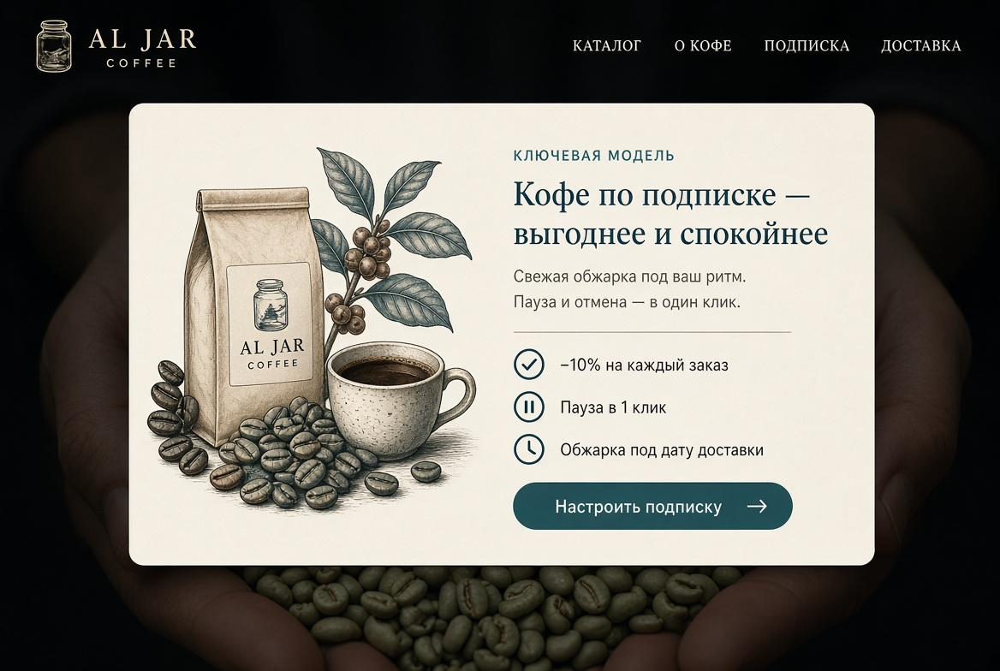 AL JAR
COFFEE
КАТАЛОГ О КОФЕ ПОДПИСКА ДОСТАВКА
КЛЮЧЕВАЯ МОДЕЛЬ
Кофе по подписке —
выгоднее и спокойнее
Свежая обжарка под ваш ритм.
Пауза и отмена — в один клик.
−10% на каждый заказ
Пауза в 1 клик
Обжарка под дату доставки
Настроить подписку →
AL JAR
COFFEE